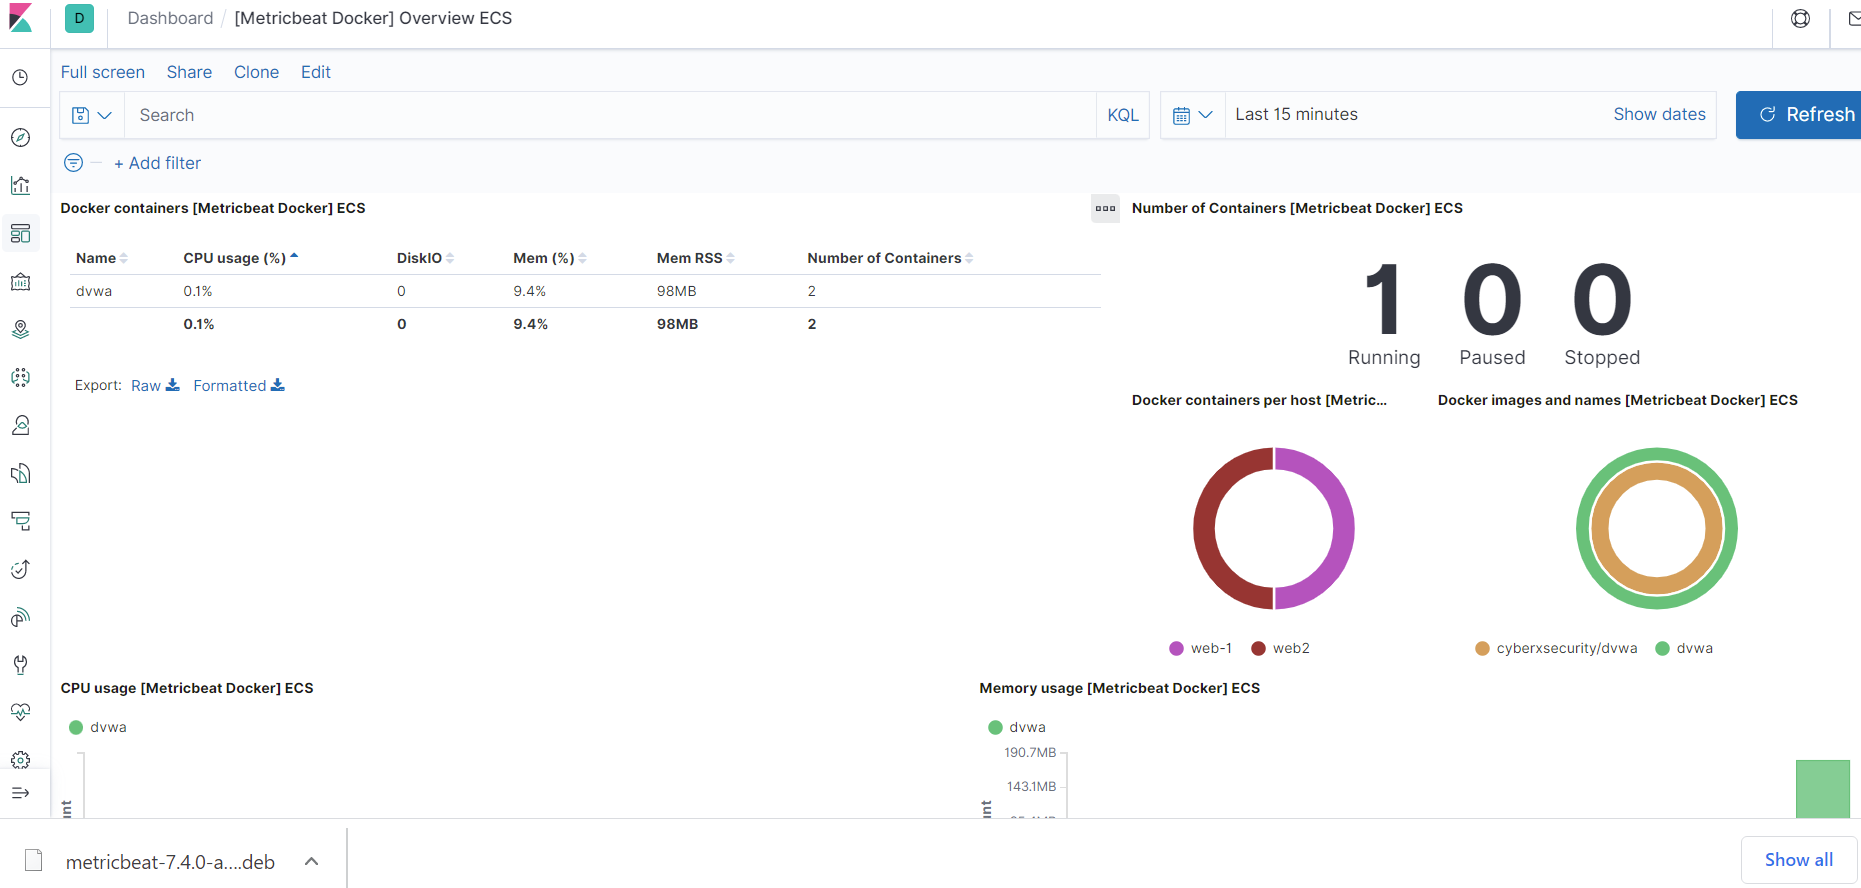 D Dashboard / [Metricbeat Docker] Overview ECS
Full screen Share Clone Edit
Search KQL Last 15 minutes Show dates Refresh
+ Add filter
Docker containers [Metricbeat Docker] ECS
Name CPU usage (%) DiskIO Mem (%) Mem RSS Number of Containers
dvwa 0.1% 0 9.4% 98MB 2
0.1% 0 9.4% 98MB 2
Export: Raw Formatted
Number of Containers [Metricbeat Docker] ECS
1 0 0
Running Paused Stopped
Docker containers per host [Metric...
web-1 web2
Docker images and names [Metricbeat Docker] ECS
cyberxsecurity/dvwa dvwa
CPU usage [Metricbeat Docker] ECS
dvwa
Memory usage [Metricbeat Docker] ECS
dvwa
190.7MB
143.1MB
metricbeat-7.4.0-a....deb
Show all